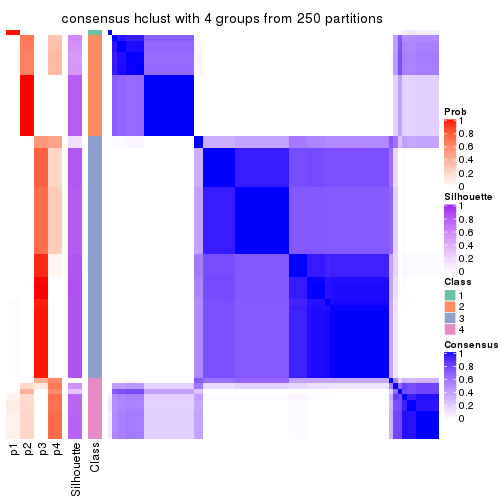 consensus hclust with 4 groups from 250 partitions
Prob
1
0.8
0.6
0.4
0.2
0
Silhouette
1
0.8
0.6
0.4
0.2
0
Class
1
2
3
4
Consensus
1
0.8
0.6
0.4
0.2
0
p1
p2
p3
p4
Silhouette
Class